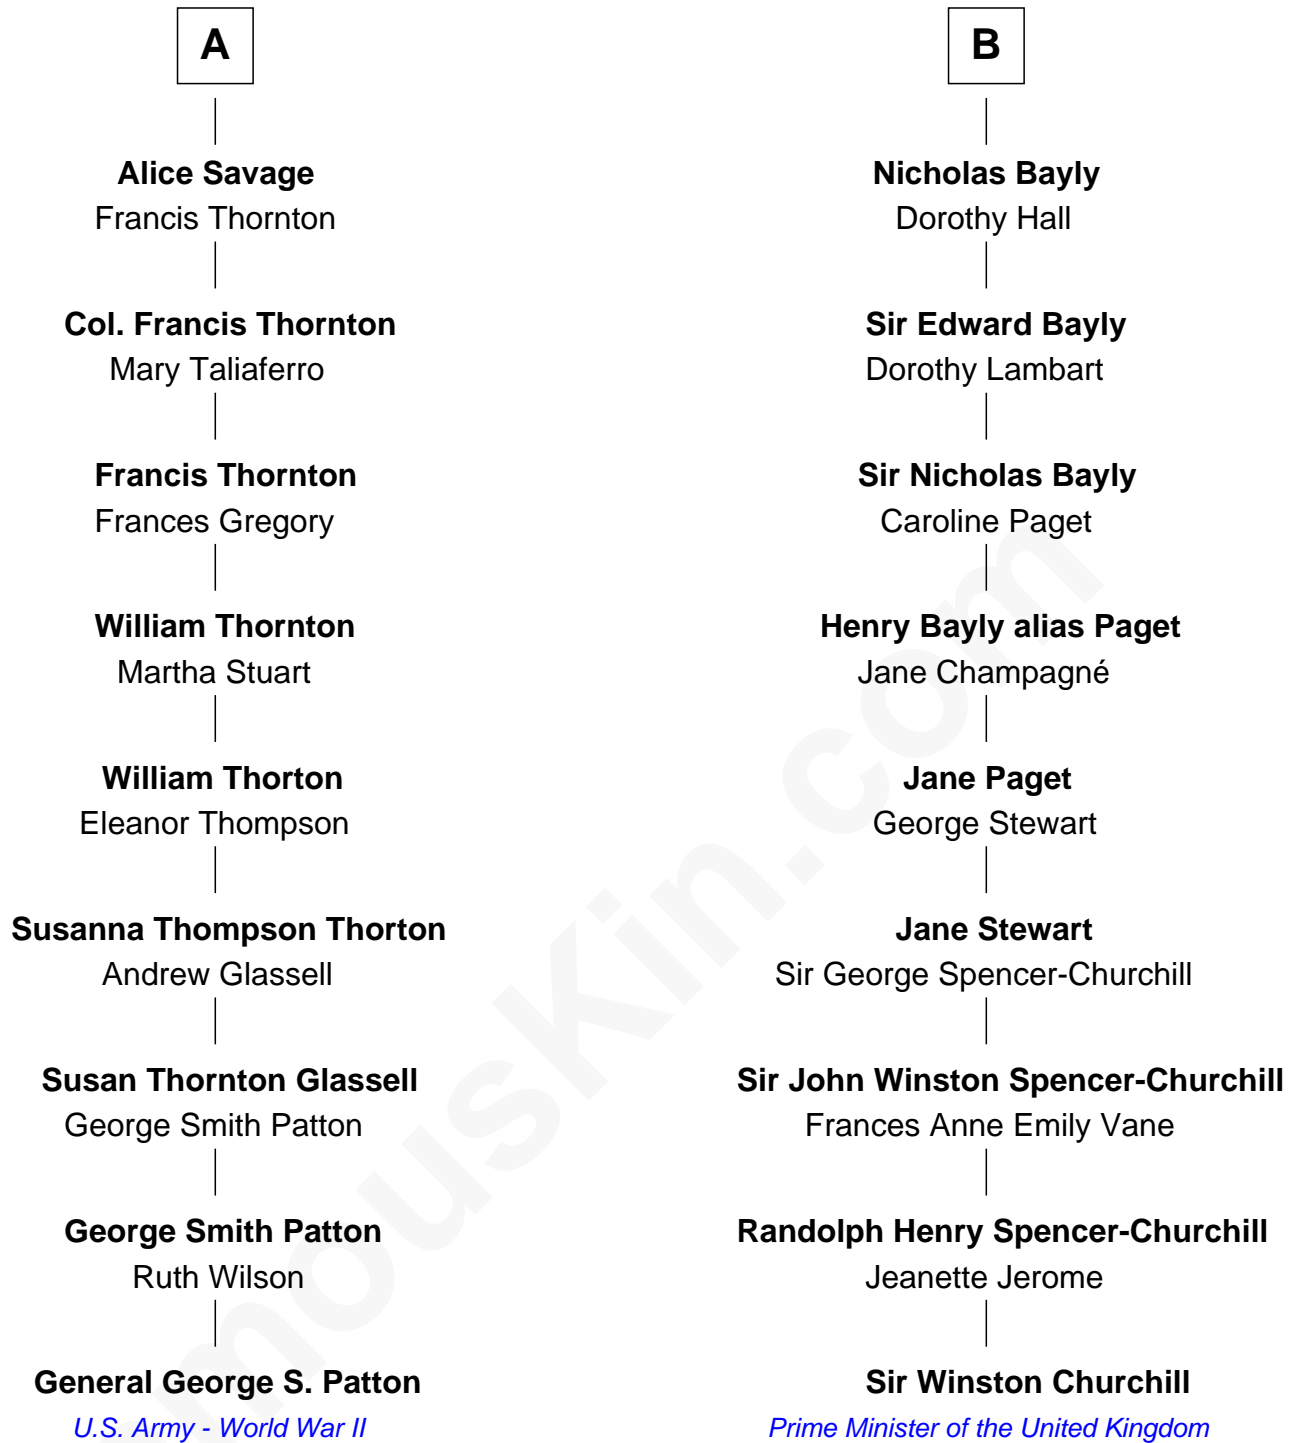 A
Alice Savage
Francis Thornton
Col. Francis Thornton
Mary Taliaferro
Francis Thornton
Frances Gregory
William Thornton
Martha Stuart
William Thorton
Eleanor Thompson
Susanna Thompson Thorton
Andrew Glassell
Susan Thornton Glassell
George Smith Patton
George Smith Patton
Ruth Wilson
General George S. Patton
U.S. Army - World War II
B
Nicholas Bayly
Dorothy Hall
Sir Edward Bayly
Dorothy Lambart
Sir Nicholas Bayly
Caroline Paget
Henry Bayly alias Paget
Jane Champagné
Jane Paget
George Stewart
Jane Stewart
Sir George Spencer-Churchill
Sir John Winston Spencer-Churchill
Frances Anne Emily Vane
Randolph Henry Spencer-Churchill
Jeanette Jerome
Sir Winston Churchill
Prime Minister of the United Kingdom
mousKin.com